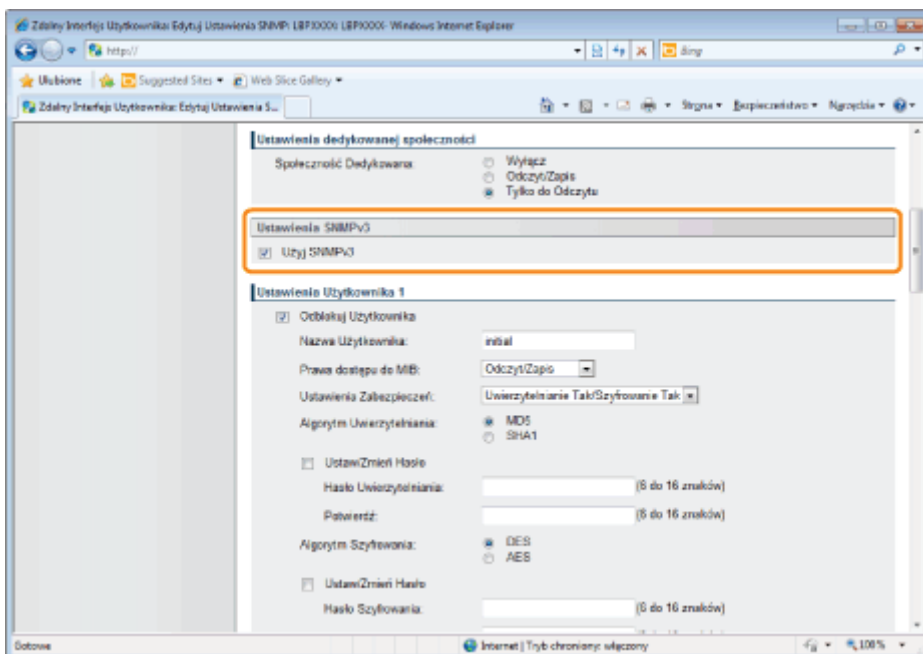 Zdalny Interfejs Użytkownika: Edytuj Ustawienia SNMP: LBPXXXX: LBPXXXX - Windows Internet Explorer
http://
Bing
Ulubione Suggested Sites Web Slice Gallery
Zdalny Interfejs Użytkownika: Edytuj Ustawienia S... Strona Bezpieczeństwo Narzędzia
Ustawienia dedykowanej społeczności
Społeczność Dedykowana: Wyłącz
Odczyt/Zapis
Tylko do Odczytu
Ustawienia SNMPv3
Użyj SNMPv3
Ustawienia Użytkownika 1
Odblokuj Użytkownika
Nazwa Użytkownika: initial
Prawa dostępu do MIB: Odczyt/Zapis
Ustawienia Zabezpieczeń: Uwierzytelnianie Tak/Szyfrowanie Tak
Algorytm Uwierzytelniania: MD5
SHA1
Ustaw/Zmień Hasło
Hasło Uwierzytelniania: (6 do 16 znaków)
Potwierdź: (6 do 16 znaków)
Algorytm Szyfrowania: DES
AES
Ustaw/Zmień Hasło
Hasło Szyfrowania: (6 do 16 znaków)
Gotowe Internet | Tryb chroniony: włączony 100%